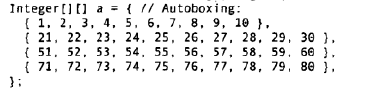 Integer[][] a = { // Autoboxing:
{ 1, 2, 3, 4, 5, 6, 7, 8, 9, 10 },
{ 21, 22, 23, 24, 25, 26, 27, 28, 29, 30 },
{ 51, 52, 53, 54, 55, 56, 57, 58, 59, 60 },
{ 71, 72, 73, 74, 75, 76, 77, 78, 79, 80 },
};